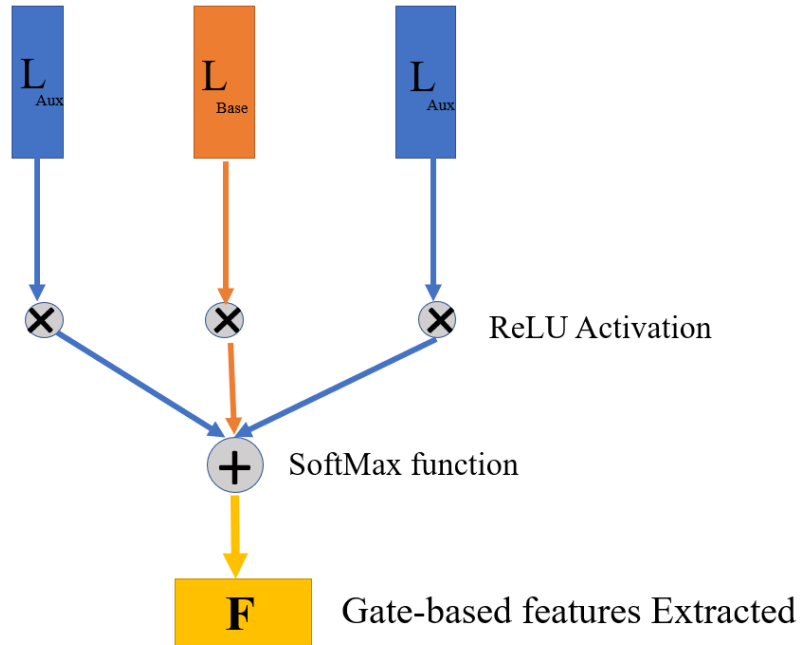 L Aux
L Base
L Aux
× × × ReLU Activation
+ SoftMax function
F Gate-based features Extracted